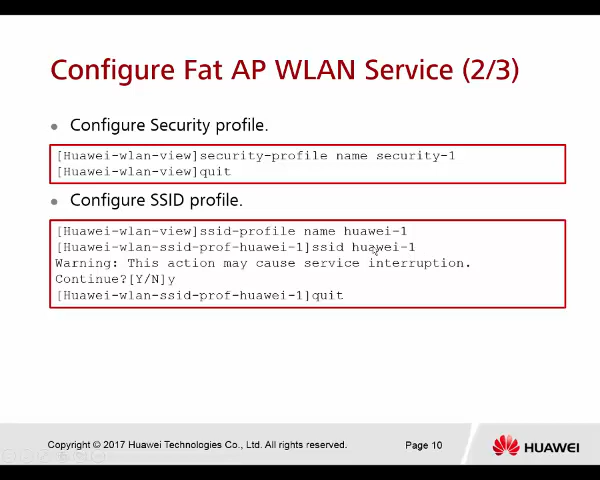 Configure Fat AP WLAN Service (2/3)
Configure Security profile.
[Huawei-wlan-view]security-profile name security-1
[Huawei-wlan-view]quit
Configure SSID profile.
[Huawei-wlan-view]ssid-profile name huawei-1
[Huawei-wlan-ssid-prof-huawei-1]ssid huawei-1
Warning: This action may cause service interruption.
Continue?[Y/N]y
[Huawei-wlan-ssid-prof-huawei-1]quit
Copyright © 2017 Huawei Technologies Co., Ltd. All rights reserved.
Page 10
HUAWEI